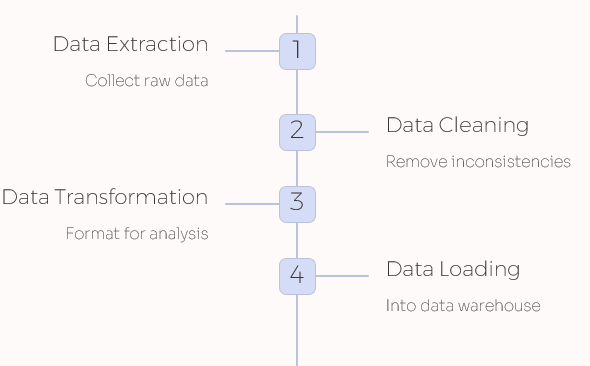 Data Extraction
1
Collect raw data
2
Data Cleaning
Remove inconsistencies
Data Transformation
3
Format for analysis
4
Data Loading
Into data warehouse